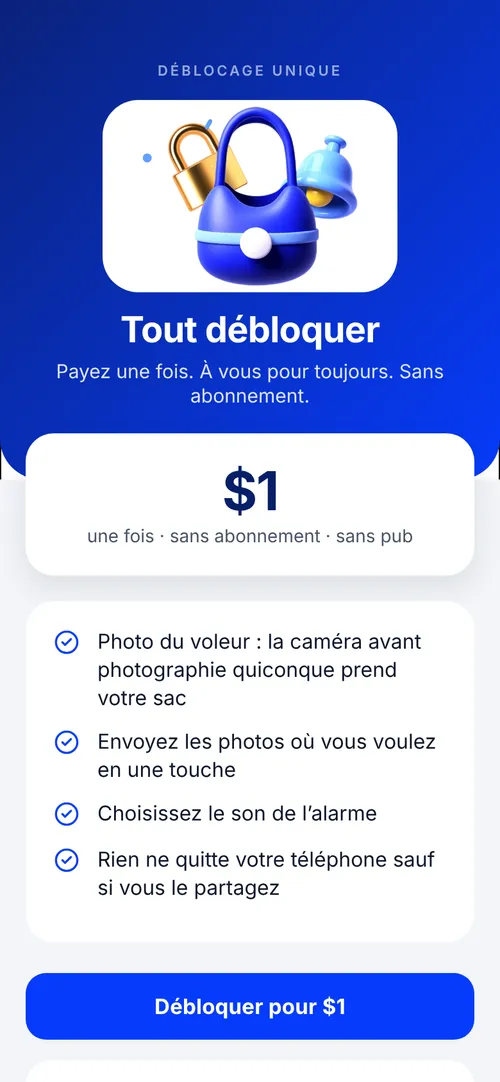 DÉBLOCAGE UNIQUE
Tout débloquer
Payez une fois. À vous pour toujours. Sans
abonnement.
$1
une fois · sans abonnement · sans pub
Photo du voleur : la caméra avant
photographie quiconque prend
votre sac
Envoyez les photos où vous voulez
en une touche
Choisissez le son de l’alarme
Rien ne quitte votre téléphone sauf
si vous le partagez
Débloquer pour $1